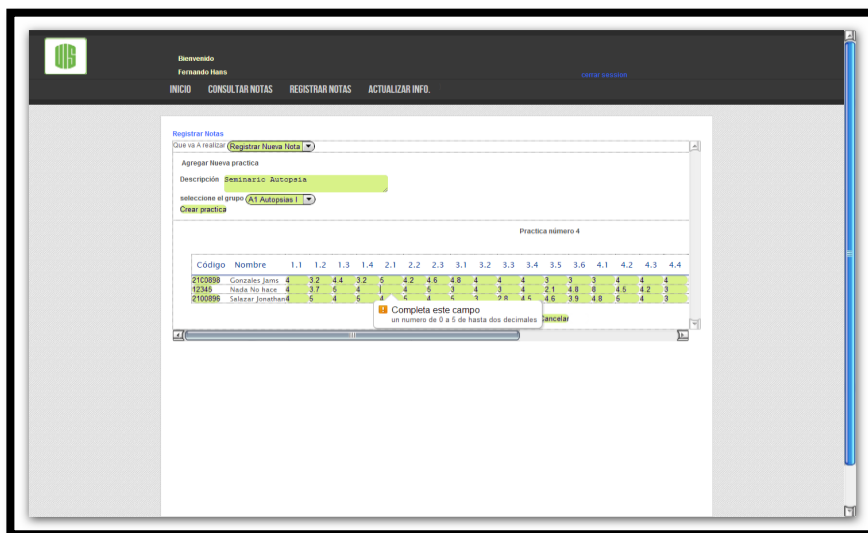 UIS
Bienvenido
Fernando Hans
cerrar session
INICIO CONSULTAR NOTAS REGISTRAR NOTAS ACTUALIZAR INFO.
Registrar Notas
Que va A realizar Registrar Nueva Nota
Agregar Nueva practica
Descripción Seminario Autopsia
seleccione el grupo A1 Autopsias I
Crear practica
Practica número 4
Código Nombre 1.1 1.2 1.3 1.4 2.1 2.2 2.3 3.1 3.2 3.3 3.4 3.5 3.6 4.1 4.2 4.3 4.4
2100898 Gonzales Jams 4 3.2 4.4 3.2 5 4.2 4.6 4.8 4 4 4 3 3 3 4 4 4
12345 Nada No hace 4 3.7 5 4 4 5 3 4 3 4 2.1 4.8 8 4.5 4.2 3
2100896 Salazar Jonathan 4 5 4 5 4 5 4 5 3 2.8 4.5 4.6 3.9 4.8 5 4 3
Completa este campo
un numero de 0 a 5 de hasta dos decimales
Cancelar